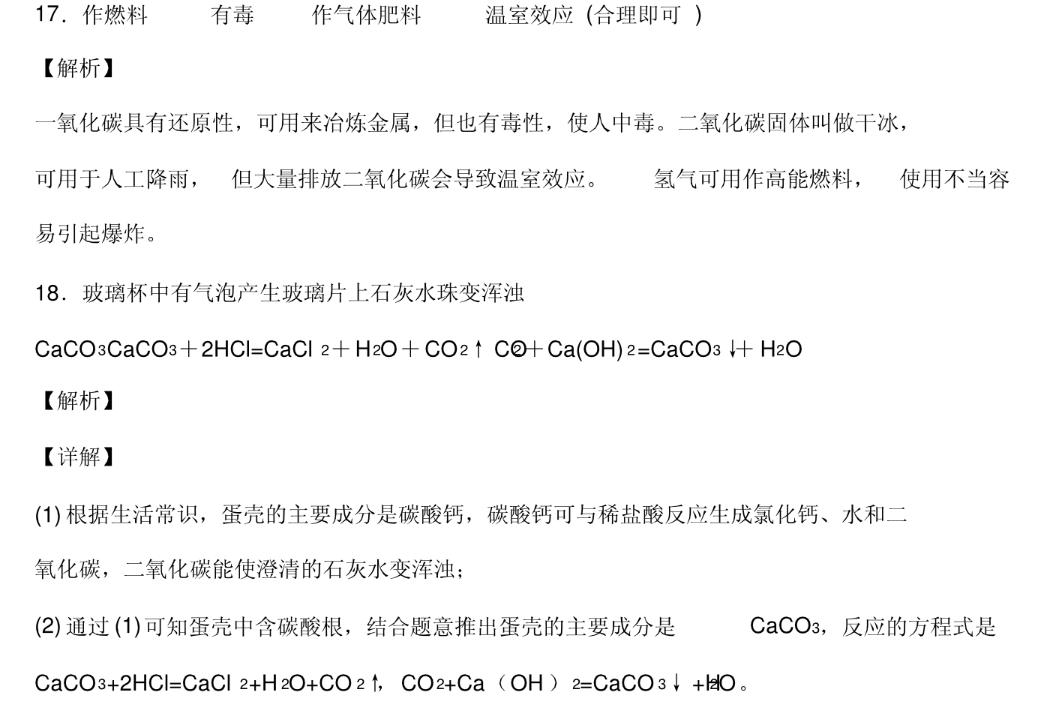 17．作燃料 有毒 作气体肥料 温室效应 (合理即可 )
【解析】
一氧化碳具有还原性，可用来冶炼金属，但也有毒性，使人中毒。二氧化碳固体叫做干冰，
可用于人工降雨， 但大量排放二氧化碳会导致温室效应。 氢气可用作高能燃料， 使用不当容
易引起爆炸。
18．玻璃杯中有气泡产生玻璃片上石灰水珠变浑浊
CaCO3CaCO3＋2HCl=CaCl 2＋H2O＋CO2↑ CO2＋Ca(OH) 2=CaCO3 ↓＋ H2O
【解析】
【详解】
(1) 根据生活常识，蛋壳的主要成分是碳酸钙，碳酸钙可与稀盐酸反应生成氯化钙、水和二
氧化碳，二氧化碳能使澄清的石灰水变浑浊；
(2) 通过 (1) 可知蛋壳中含碳酸根，结合题意推出蛋壳的主要成分是 CaCO3，反应的方程式是
CaCO3+2HCl=CaCl 2+H2O+CO2↑， CO2+Ca（OH）2=CaCO3↓ +H2O。